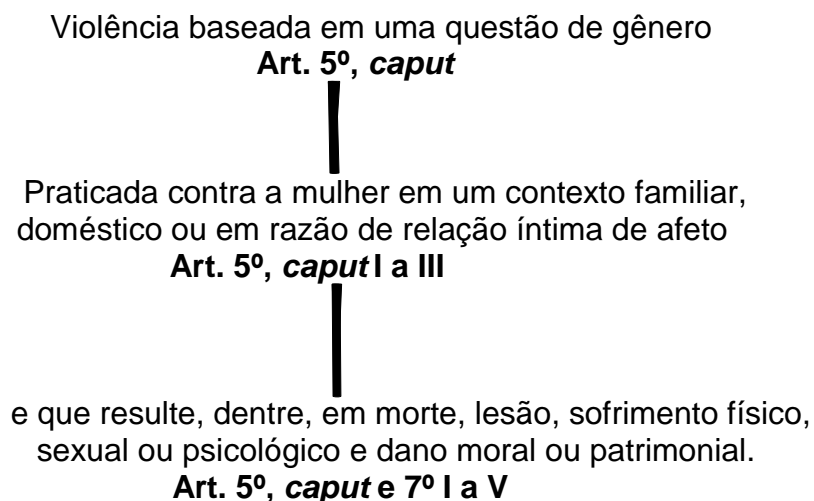 Violência baseada em uma questão de gênero
Art. 5º, caput
Praticada contra a mulher em um contexto familiar,
doméstico ou em razão de relação íntima de afeto
Art. 5º, caput I a III
e que resulte, dentre, em morte, lesão, sofrimento físico,
sexual ou psicológico e dano moral ou patrimonial.
Art. 5º, caput e 7º I a V